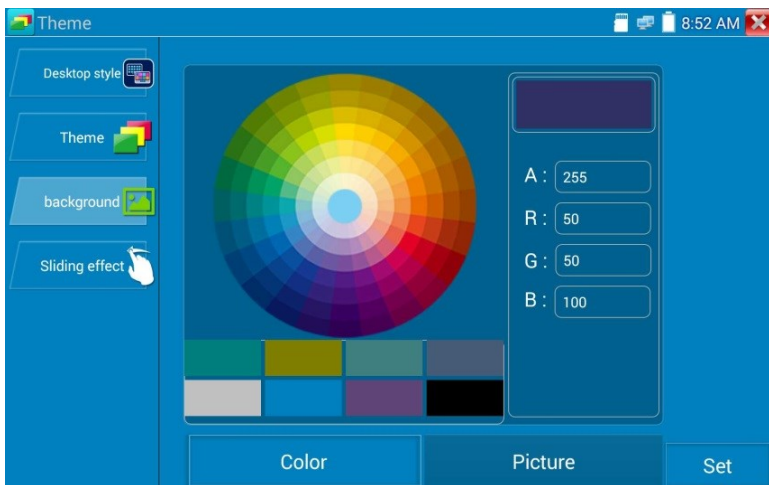 Theme
8:52 AM
Desktop style
Theme
background
Sliding effect
A : 255
R : 50
G : 50
B : 100
Color
Picture
Set